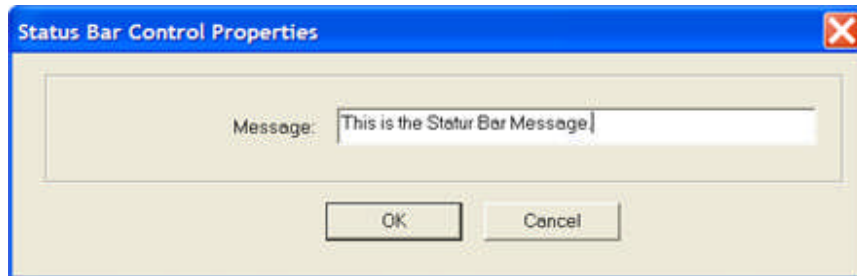 Status Bar Control Properties
Message: This is the Statur Bar Message.
OK Cancel